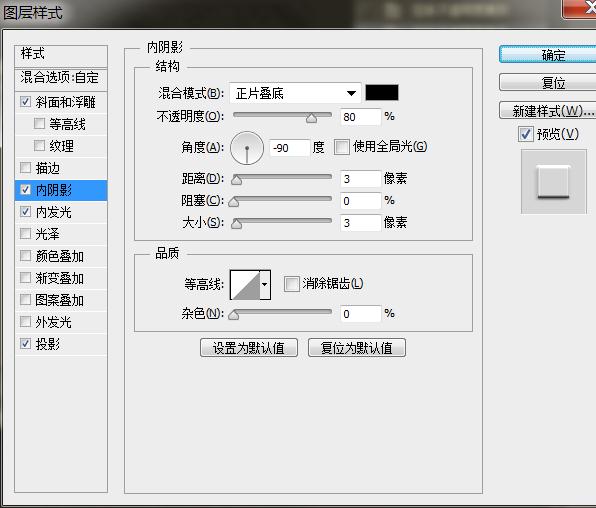 图层样式
样式
混合选项:自定
斜面和浮雕
等高线
纹理
描边
内阴影
内发光
光泽
颜色叠加
渐变叠加
图案叠加
外发光
投影
内阴影
结构
混合模式(B): 正片叠底
不透明度(O): 80 %
角度(A): -90 度 使用全局光(G)
距离(D): 3 像素
阻塞(C): 0 %
大小(S): 3 像素
品质
等高线: 消除锯齿(L)
杂色(N): 0 %
设置为默认值 复位为默认值
确定
复位
新建样式(W)...
预览(V)